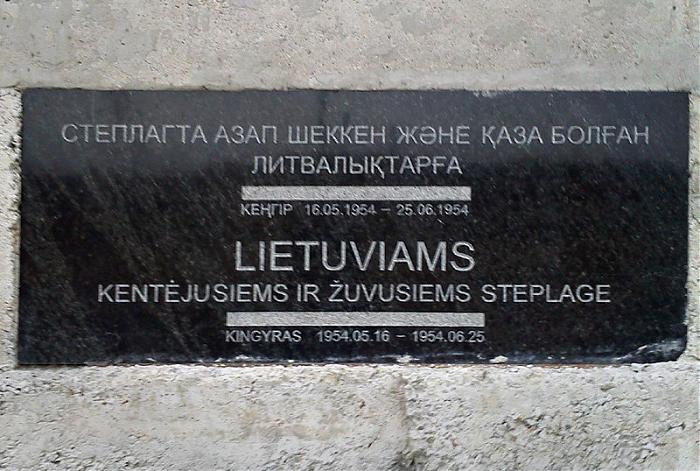 СТЕПЛАГТА АЗАП ШЕККЕН ЖӘНЕ ҚАЗА БОЛҒАН
ЛИТВАЛЫҚТАРҒА
КЕҢГІР 16.05.1954 – 25.06.1954
LIETUVIAMS
KENTĖJUSIEMS IR ŽUVUSIEMS STEPLAGE
KINGYRAS 1954.05.16 – 1954.06.25